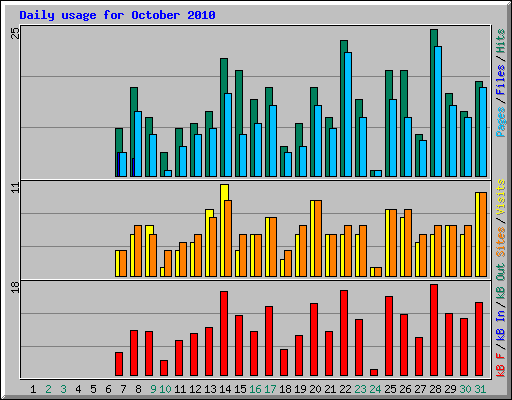 Daily usage for October 2010
25
Pages / Files / Hits
11
Sites / Visits
18
kB F / kB In / kB Out
1 2 3 4 5 6 7 8 9 10 11 12 13 14 15 16 17 18 19 20 21 22 23 24 25 26 27 28 29 30 31